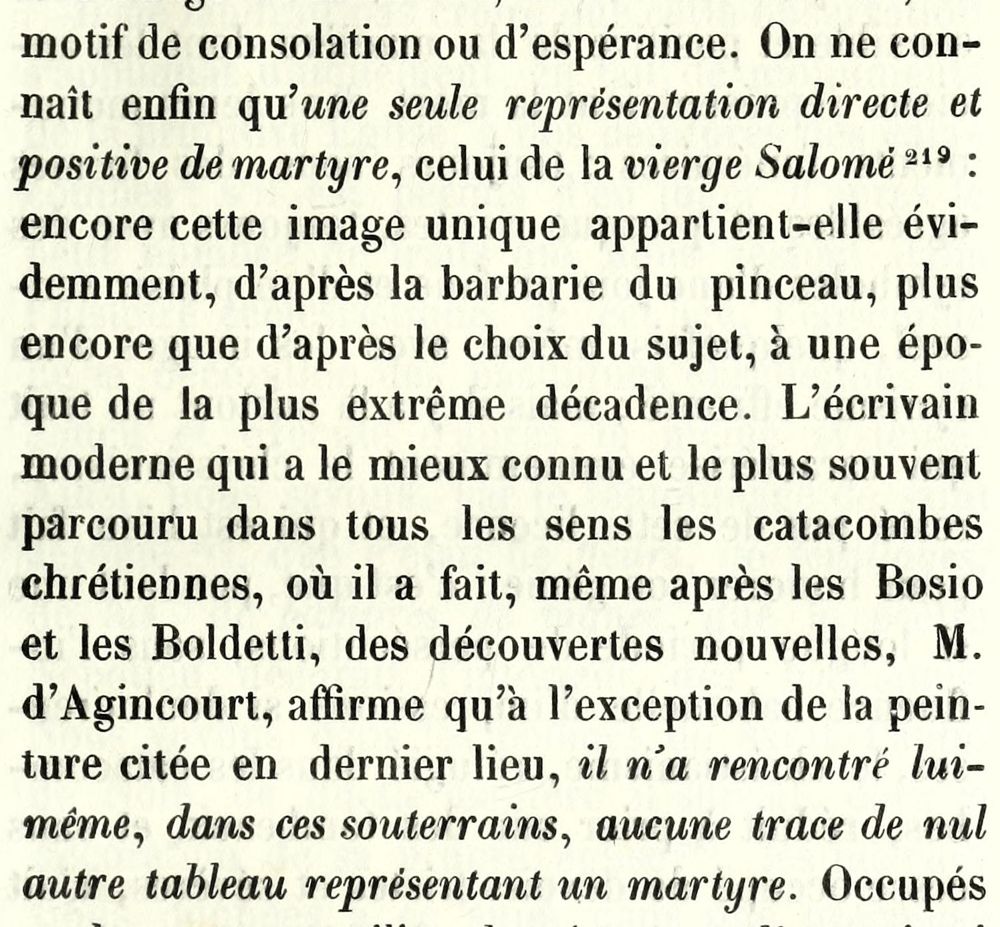 motif de consolation ou d'espérance. On ne con-
naît enfin qu'une seule représentation directe et
positive de martyre, celui de la vierge Salomé ²¹⁹ :
encore cette image unique appartient-elle évi-
demment, d'après la barbarie du pinceau, plus
encore que d'après le choix du sujet, à une épo-
que de la plus extrême décadence. L'écrivain
moderne qui a le mieux connu et le plus souvent
parcouru dans tous les sens les catacombes
chrétiennes, où il a fait, même après les Bosio
et les Boldetti, des découvertes nouvelles, M.
d'Agincourt, affirme qu'à l'exception de la pein-
ture citée en dernier lieu, il n'a rencontré lui-
même, dans ces souterrains, aucune trace de nul
autre tableau représentant un martyre. Occupés